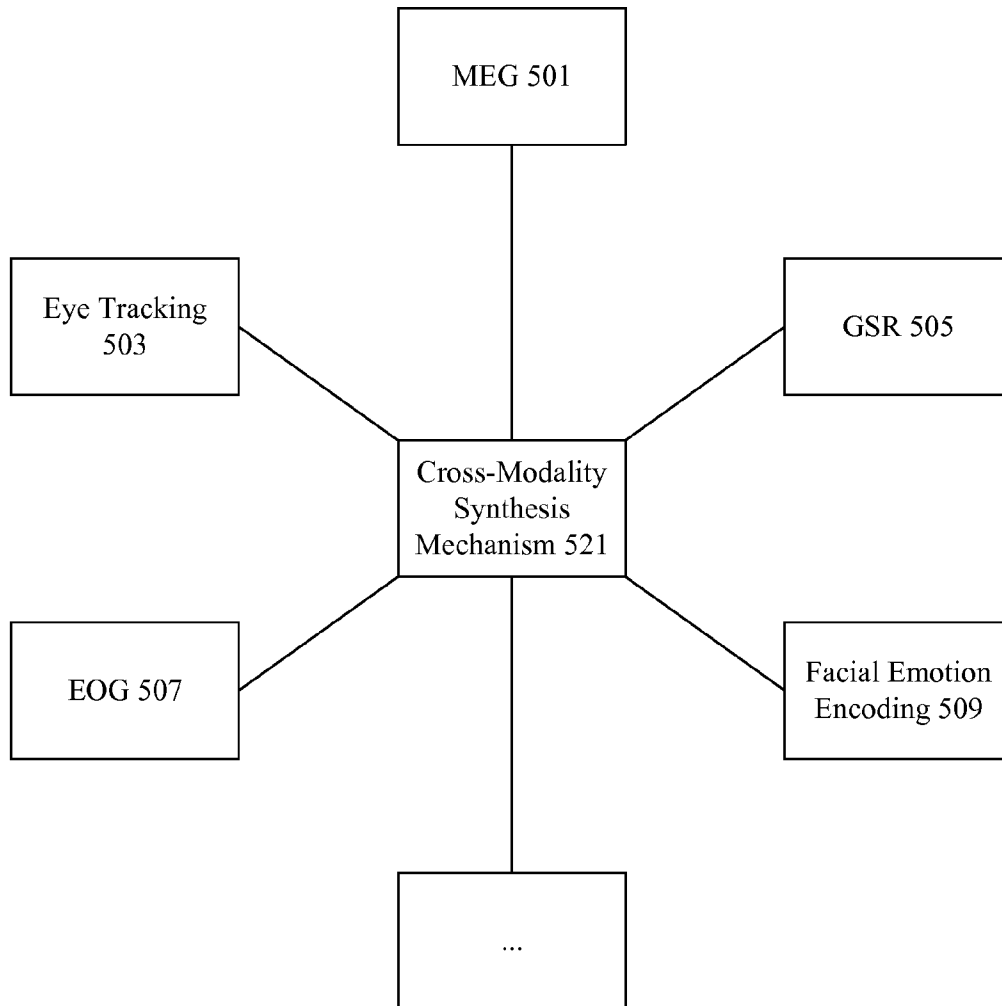 MEG 501
Eye Tracking
503
GSR 505
Cross-Modality
Synthesis
Mechanism 521
EOG 507
Facial Emotion
Encoding 509
...